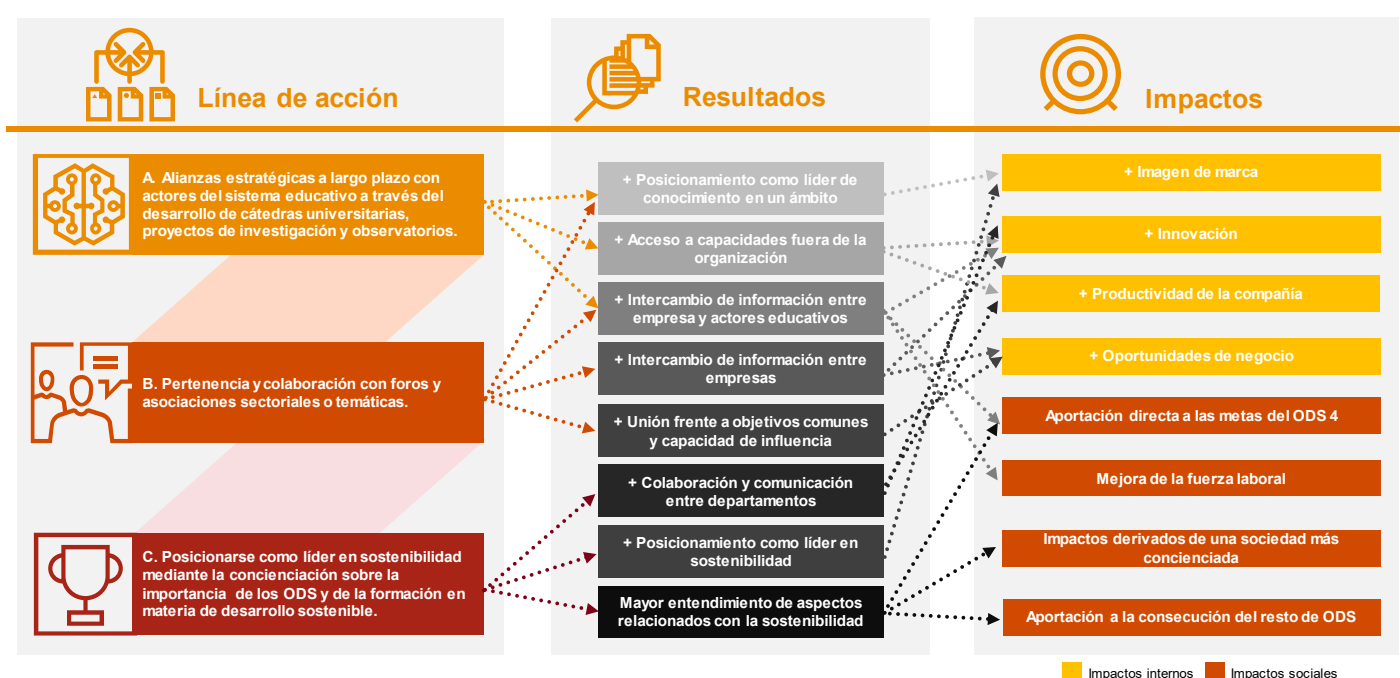 Línea de acción
Resultados
Impactos
A. Alianzas estratégicas a largo plazo con
actores del sistema educativo a través del
desarrollo de cátedras universitarias,
proyectos de investigación y observatorios.
B. Pertenencia y colaboración con foros y
asociaciones sectoriales o temáticas.
C. Posicionarse como líder en sostenibilidad
mediante la concienciación sobre la
importancia de los ODS y de la formación en
materia de desarrollo sostenible.
+ Posicionamiento como líder de
conocimiento en un ámbito
+ Acceso a capacidades fuera de la
organización
+ Intercambio de información entre
empresa y actores educativos
+ Intercambio de información entre
empresas
+ Unión frente a objetivos comunes
y capacidad de influencia
+ Colaboración y comunicación
entre departamentos
+ Posicionamiento como líder en
sostenibilidad
Mayor entendimiento de aspectos
relacionados con la sostenibilidad
+ Imagen de marca
+ Innovación
+ Productividad de la compañía
+ Oportunidades de negocio
Aportación directa a las metas del ODS 4
Mejora de la fuerza laboral
Impactos derivados de una sociedad más
concienciada
Aportación a la consecución del resto de ODS
Impactos internos
Impactos sociales